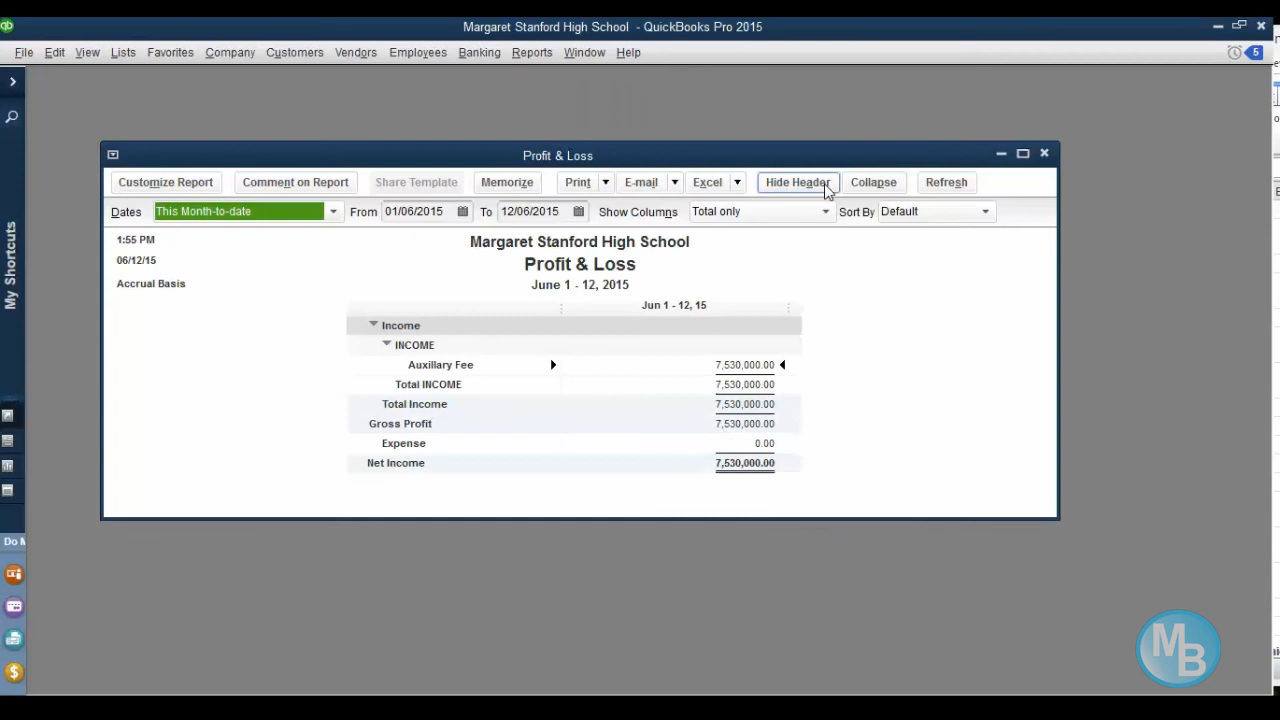 Margaret Stanford High School - QuickBooks Pro 2015
File Edit View Lists Favorites Company Customers Vendors Employees Banking Reports Window Help
5
Profit & Loss
Customize Report Comment on Report Share Template Memorize Print E-mail Excel Hide Header Collapse Refresh
Dates This Month-to-date From 01/06/2015 To 12/06/2015 Show Columns Total only Sort By Default
1:55 PM
06/12/15
Accrual Basis
Margaret Stanford High School
Profit & Loss
June 1 - 12, 2015
Jun 1 - 12, 15
Income
INCOME
Auxillary Fee 7,530,000.00
Total INCOME 7,530,000.00
Total Income 7,530,000.00
Gross Profit 7,530,000.00
Expense 0.00
Net Income 7,530,000.00
My Shortcuts
Do M
MB